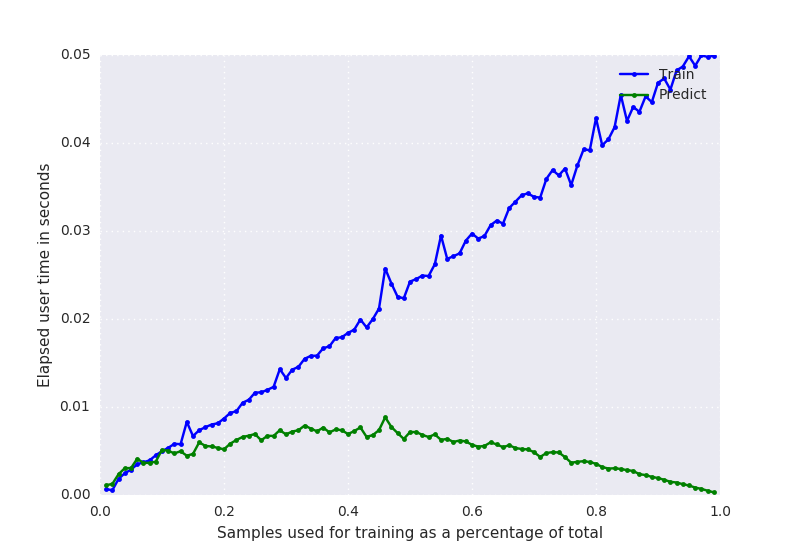 0.05
0.04
0.03
0.02
0.01
0.00
Elapsed user time in seconds
Train
Predict
0.0 0.2 0.4 0.6 0.8 1.0
Samples used for training as a percentage of total